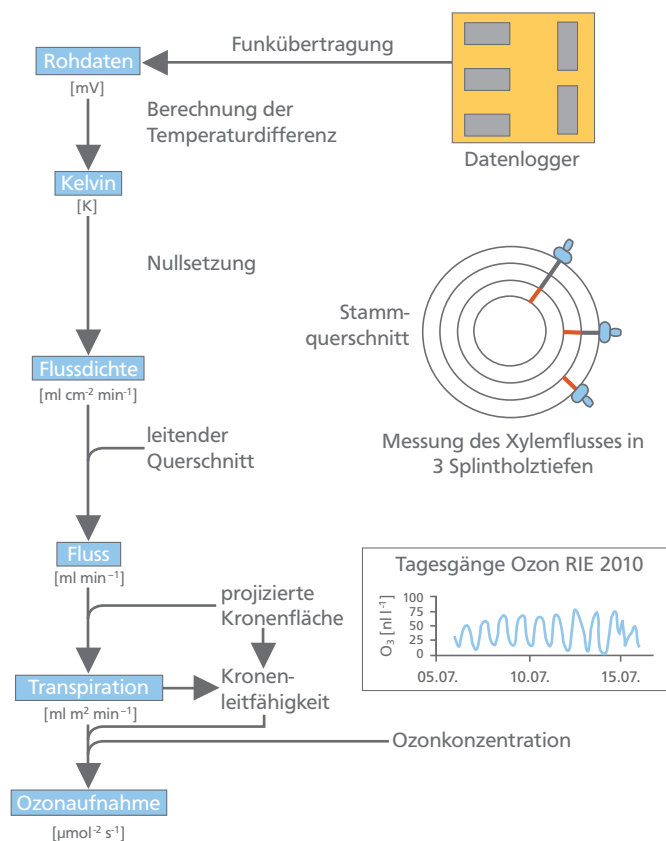 Funkübertragung
Rohdaten
[mV]
Berechnung der
Temperaturdifferenz
Datenlogger
Kelvin
[K]
Nullsetzung
Stamm-
querschnitt
Flussdichte
[ml cm⁻² min⁻¹]
leitender
Querschnitt
Messung des Xylemflusses in
3 Splintholztiefen
Fluss
[ml min⁻¹]
projizierte
Kronenfläche
Tagesgänge Ozon RIE 2010
O₃ [nl l⁻¹]
100
75
50
25
0
05.07. 10.07. 15.07.
Transpiration
[ml m² min⁻¹]
Kronen-
leitfähigkeit
Ozonkonzentration
Ozonaufnahme
[µmol⁻² s⁻¹]